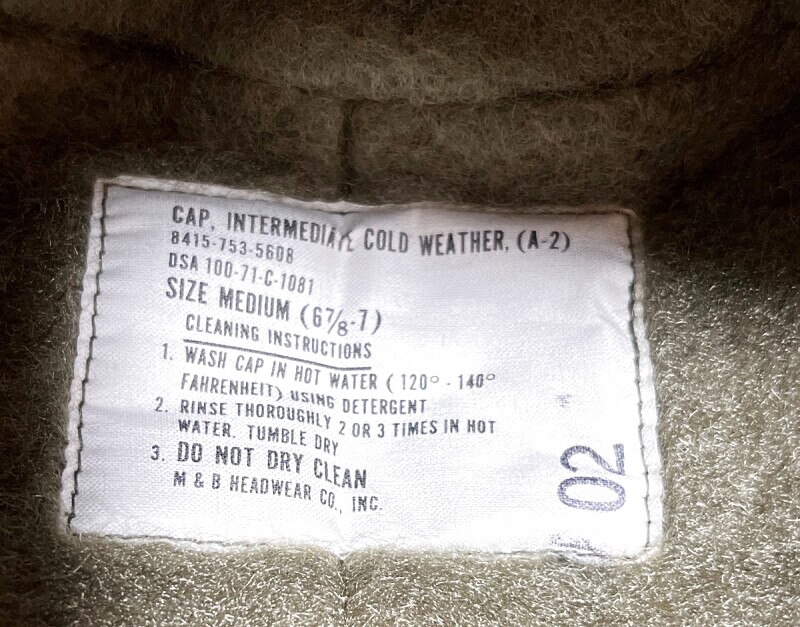 CAP, INTERMEDIATE COLD WEATHER, (A-2)
8415-753-5608
DSA 100-71-C-1081
SIZE MEDIUM (6⅞-7)
CLEANING INSTRUCTIONS
1. WASH CAP IN HOT WATER ( 120° - 140°
FAHRENHEIT) USING DETERGENT
2. RINSE THOROUGHLY 2 OR 3 TIMES IN HOT
WATER. TUMBLE DRY
3. DO NOT DRY CLEAN
M & B HEADWEAR CO., INC.
02